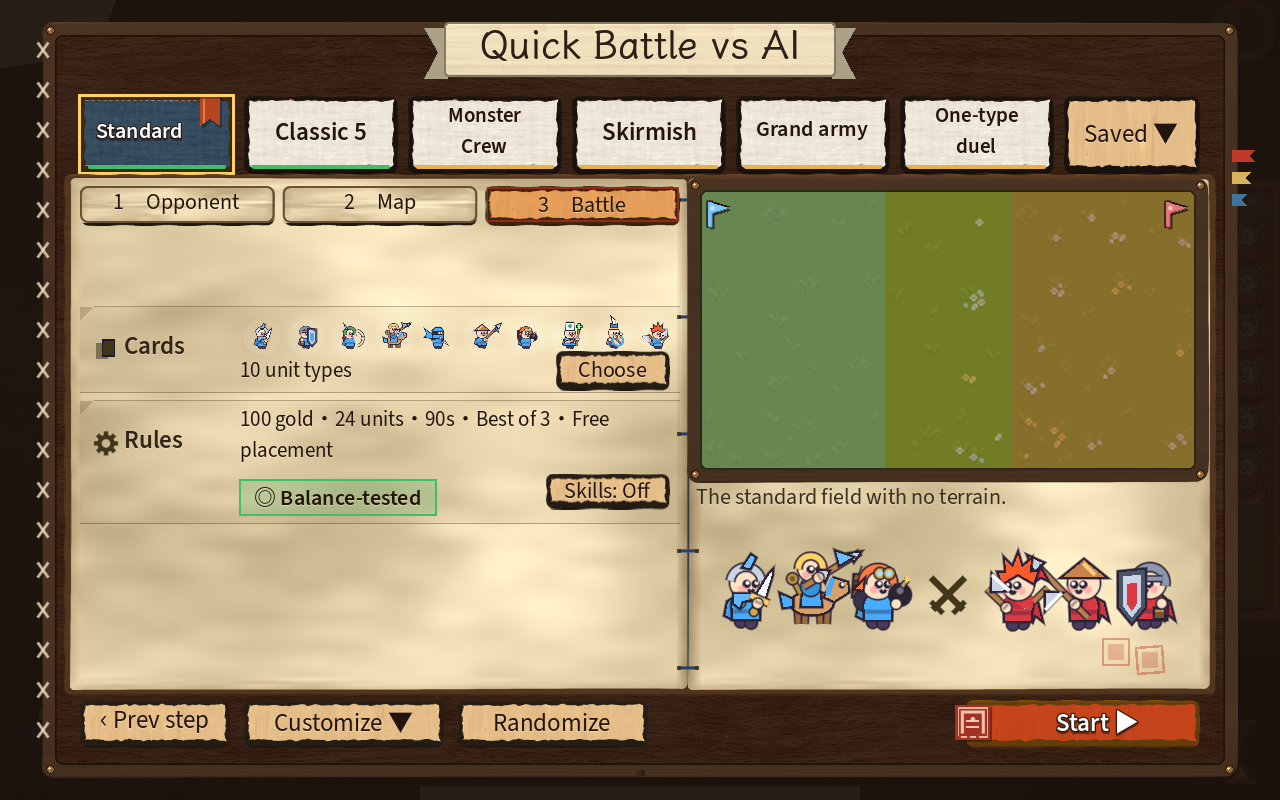 Quick Battle vs AI
Standard
Classic 5
Monster
Crew
Skirmish
Grand army
One-type
duel
Saved ▼
1 Opponent
2 Map
3 Battle
Cards
10 unit types
Choose
Rules
100 gold • 24 units • 90s • Best of 3 • Free
placement
◎ Balance-tested
Skills: Off
The standard field with no terrain.
‹ Prev step
Customize ▼
Randomize
Start ▶